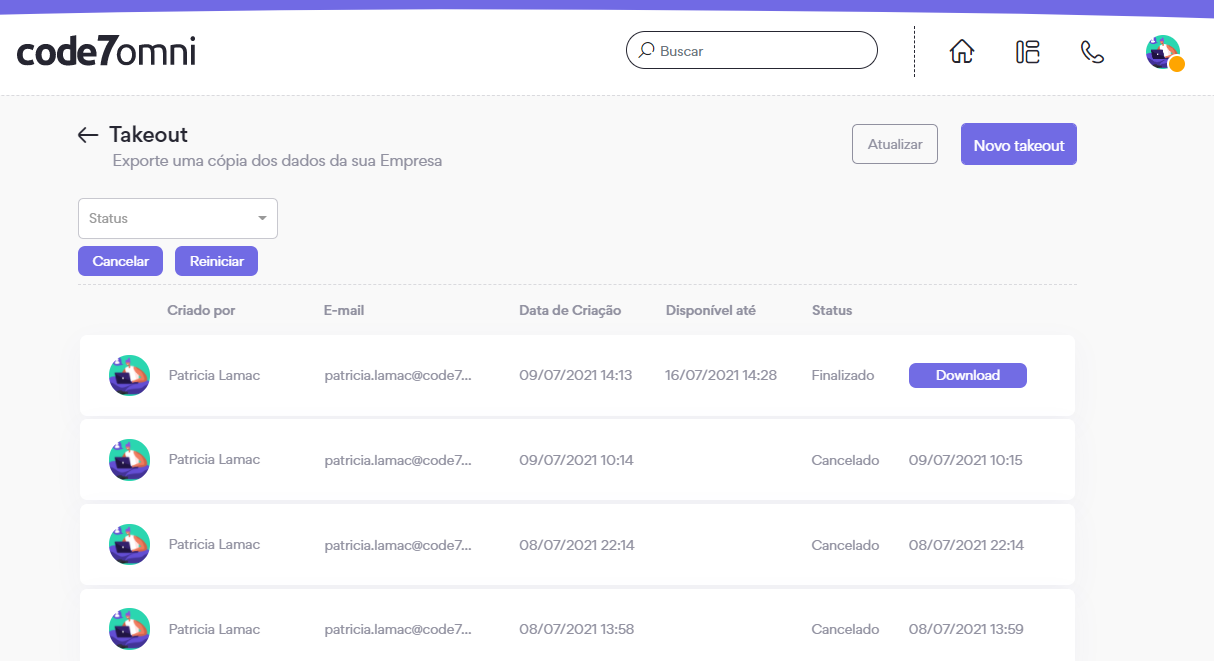 code7omni
Buscar
Takeout
Exporte uma cópia dos dados da sua Empresa
Atualizar
Novo takeout
Status
Cancelar Reiniciar
Criado por E-mail Data de Criação Disponível até Status
Patricia Lamac patricia.lamac@code7... 09/07/2021 14:13 16/07/2021 14:28 Finalizado Download
Patricia Lamac patricia.lamac@code7... 09/07/2021 10:14 Cancelado 09/07/2021 10:15
Patricia Lamac patricia.lamac@code7... 08/07/2021 22:14 Cancelado 08/07/2021 22:14
Patricia Lamac patricia.lamac@code7... 08/07/2021 13:58 Cancelado 08/07/2021 13:59